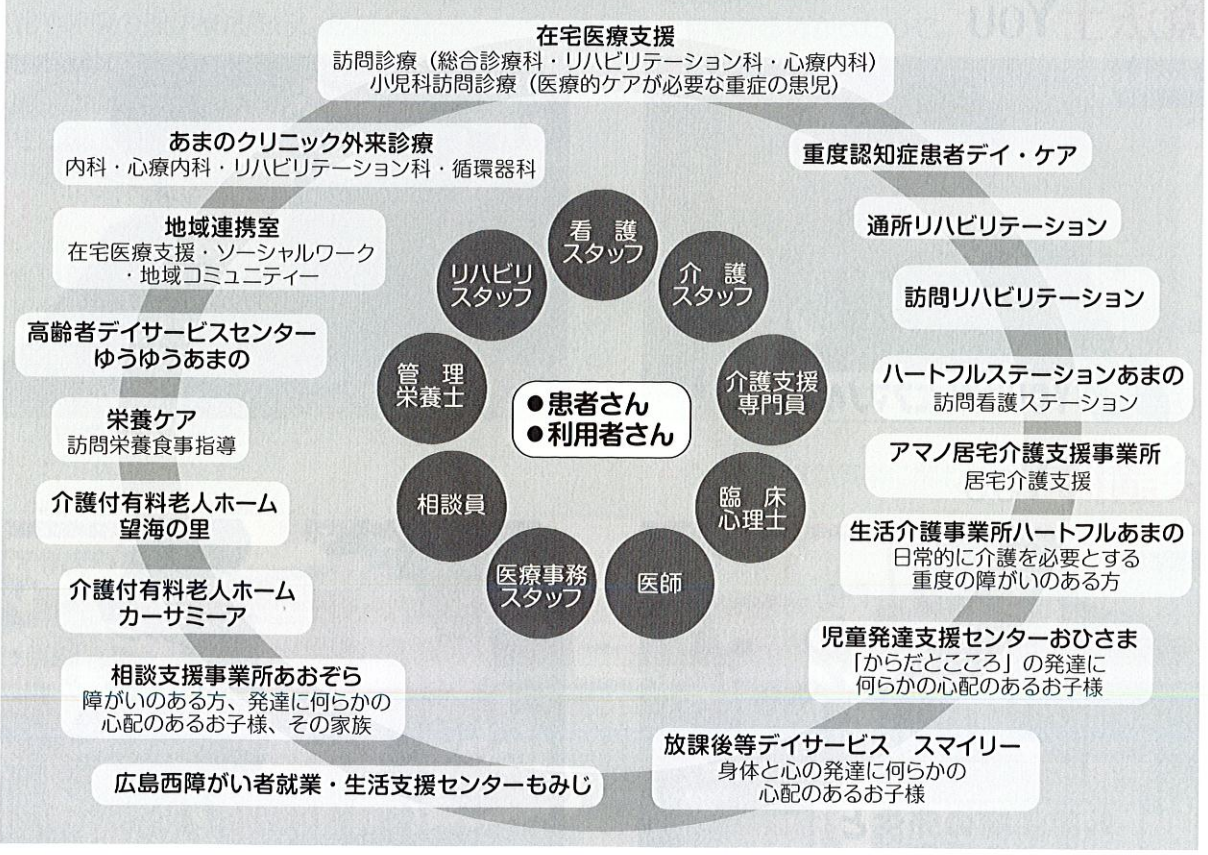 在宅医療支援
訪問診療（総合診療科・リハビリテーション科・心療内科）
小児科訪問診療（医療的ケアが必要な重症の患児）
あまのクリニック外来診療
内科・心療内科・リハビリテーション科・循環器科
地域連携室
在宅医療支援・ソーシャルワーク
・地域コミュニティー
高齢者デイサービスセンター
ゆうゆうあまの
栄養ケア
訪問栄養食事指導
介護付有料老人ホーム
望海の里
介護付有料老人ホーム
カーサミーア
相談支援事業所あおぞら
障がいのある方、発達に何らかの
心配のあるお子様、その家族
広島西障がい者就業・生活支援センターもみじ
重度認知症患者デイ・ケア
通所リハビリテーション
訪問リハビリテーション
ハートフルステーションあまの
訪問看護ステーション
アマノ居宅介護支援事業所
居宅介護支援
生活介護事業所ハートフルあまの
日常的に介護を必要とする
重度の障がいのある方
児童発達支援センターおひさま
「からだとこころ」の発達に
何らかの心配のあるお子様
放課後等デイサービス　スマイリー
身体と心の発達に何らかの
心配のあるお子様
看　護
スタッフ
介　護
スタッフ
介護支援
専門員
臨　床
心理士
医師
医療事務
スタッフ
相談員
管　理
栄養士
リハビリ
スタッフ
●患者さん
●利用者さん